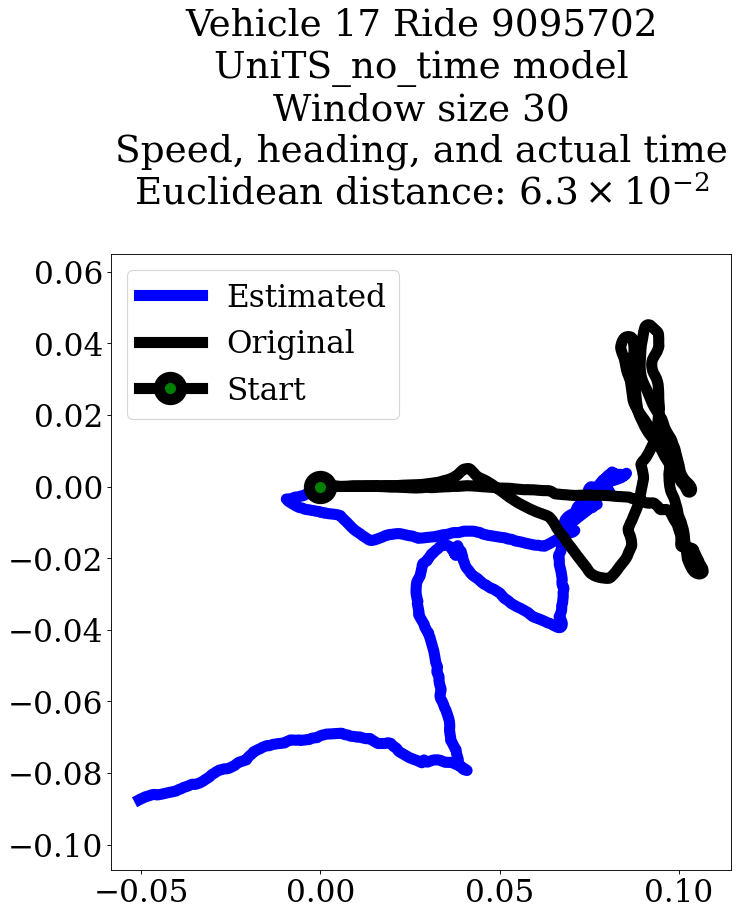 Vehicle 17 Ride 9095702
UniTS_no_time model
Window size 30
Speed, heading, and actual time
Euclidean distance: 6.3 × 10⁻²
Estimated
Original
Start
0.06
0.04
0.02
0.00
−0.02
−0.04
−0.06
−0.08
−0.10
−0.05 0.00 0.05 0.10